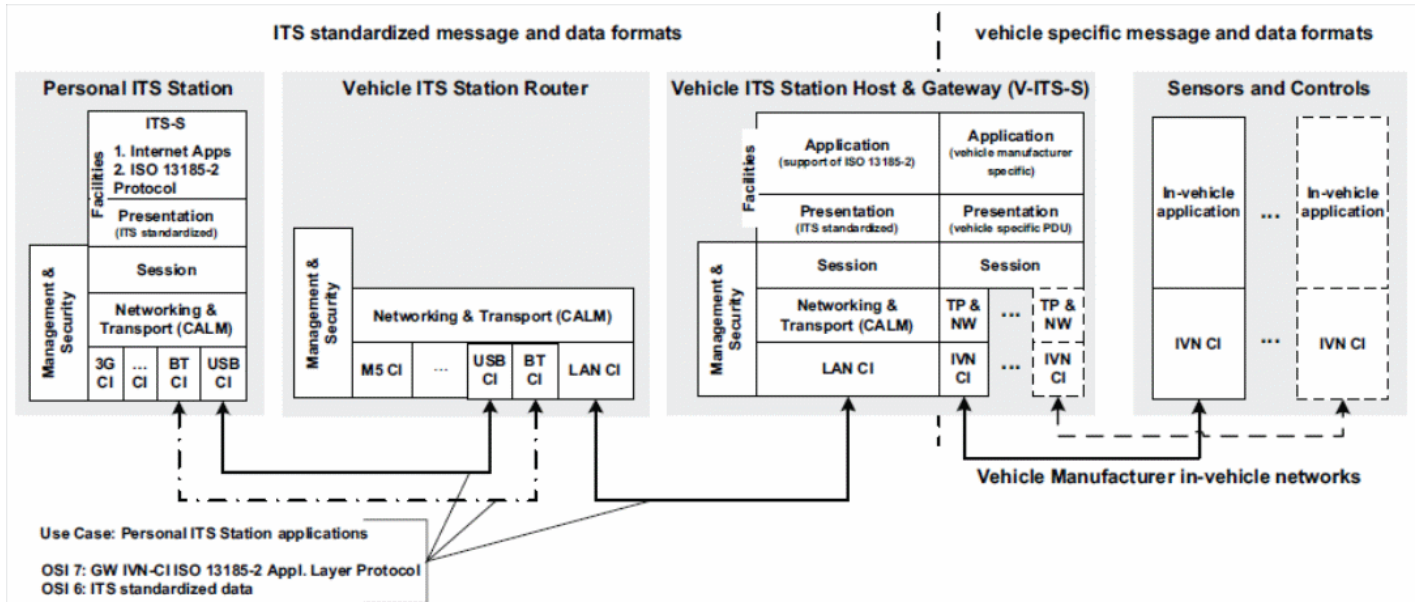 ITS standardized message and data formats
vehicle specific message and data formats
Personal ITS Station
ITS-S
1. Internet Apps
2. ISO 13185-2
Protocol
Facilities
Presentation
(ITS standardized)
Session
Networking &
Transport (CALM)
Management &
Security
3G
CI
...
CI
BT
CI
USB
CI
Vehicle ITS Station Router
Management &
Security
Networking & Transport (CALM)
M5 CI
...
USB
CI
BT
CI
LAN CI
Vehicle ITS Station Host & Gateway (V-ITS-S)
Facilities
Application
(support of ISO 13185-2)
Application
(vehicle manufacturer
specific)
Presentation
(ITS standardized)
Presentation
(vehicle specific PDU)
Management &
Security
Session
Session
Networking &
Transport (CALM)
TP &
NW
...
TP &
NW
LAN CI
IVN
CI
...
IVN
CI
Sensors and Controls
In-vehicle
application
...
In-vehicle
application
IVN CI
...
IVN CI
Vehicle Manufacturer in-vehicle networks
Use Case: Personal ITS Station applications
OSI 7: GW IVN-CI ISO 13185-2 Appl. Layer Protocol
OSI 6: ITS standardized data